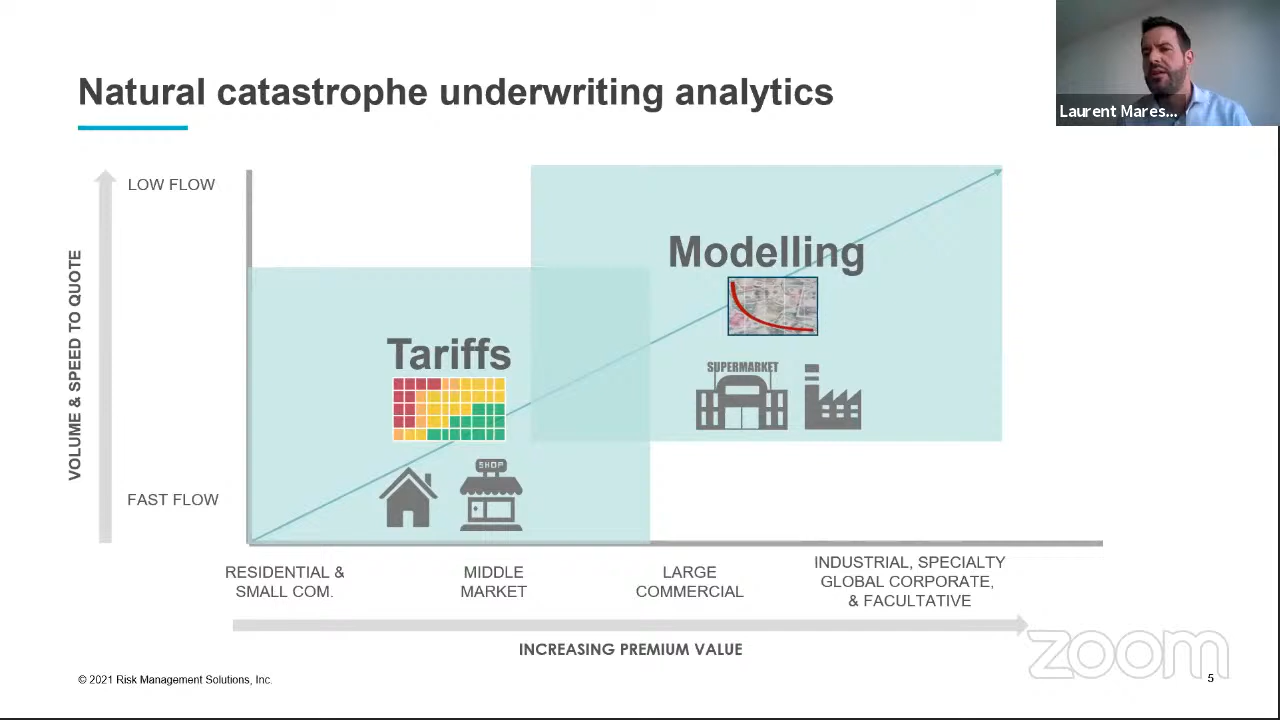 Natural catastrophe underwriting analytics
Laurent Mares...
LOW FLOW
VOLUME & SPEED TO QUOTE
FAST FLOW
Modelling
SUPERMARKET
Tariffs
SHOP
RESIDENTIAL &
SMALL COM.
MIDDLE
MARKET
LARGE
COMMERCIAL
INDUSTRIAL, SPECIALTY
GLOBAL CORPORATE,
& FACULTATIVE
INCREASING PREMIUM VALUE
zoom
© 2021 Risk Management Solutions, Inc.
5